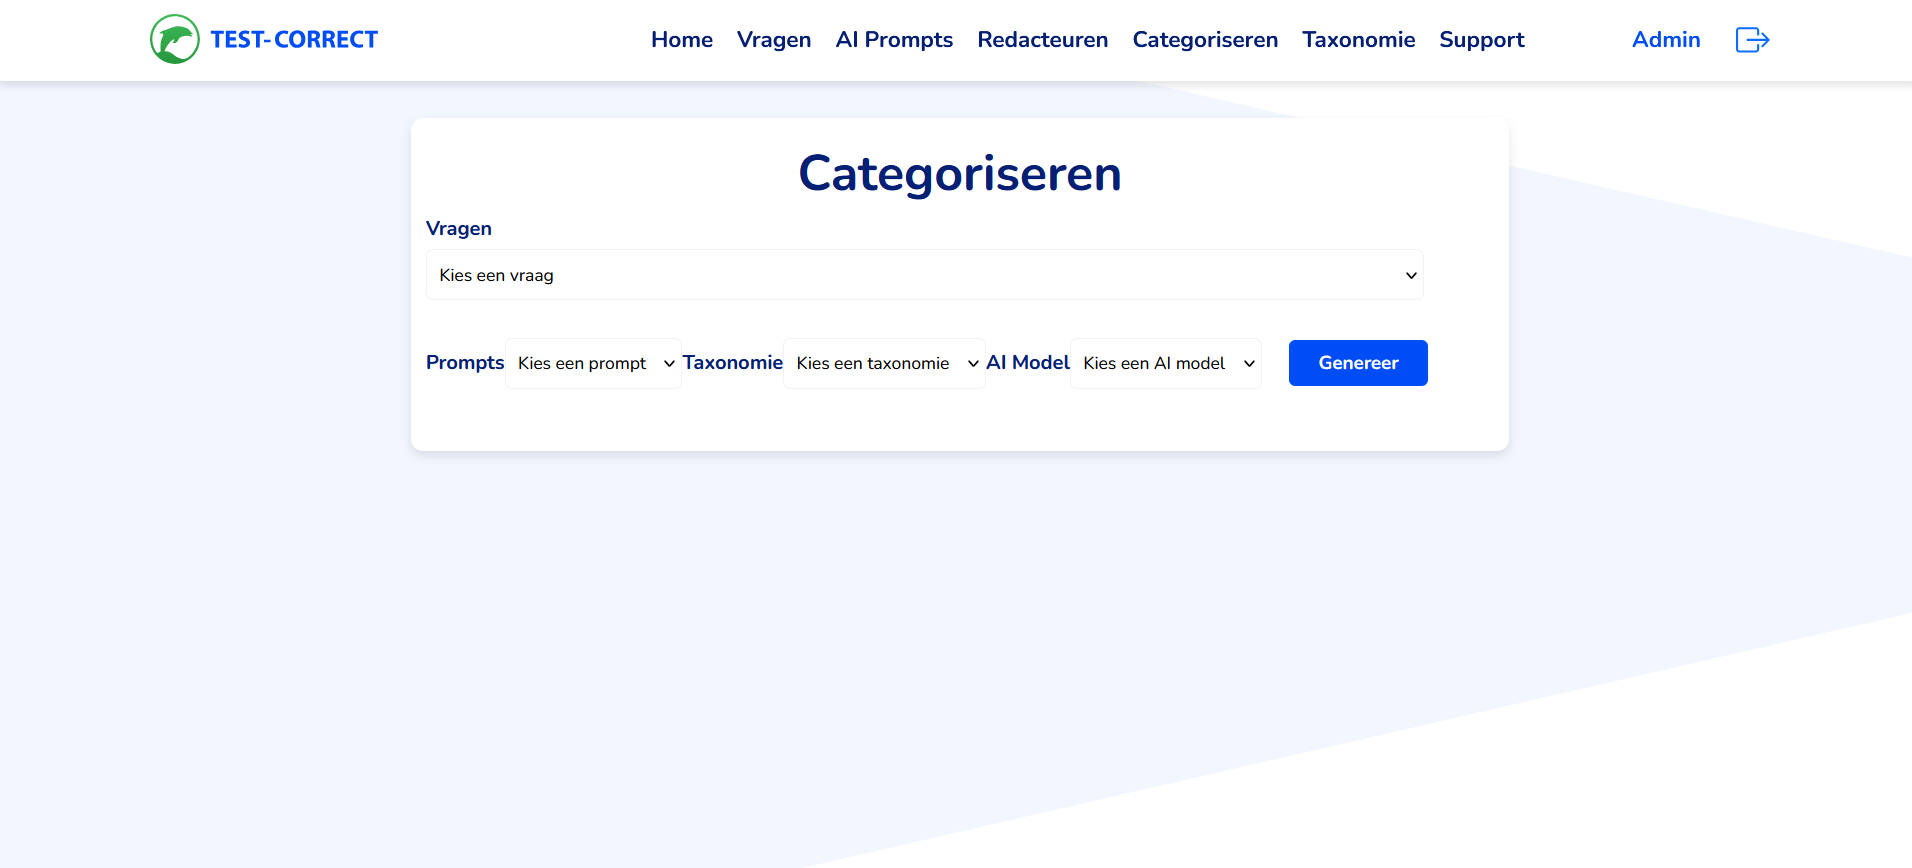 TEST-CORRECT
Home Vragen AI Prompts Redacteuren Categoriseren Taxonomie Support Admin
Categoriseren
Vragen
Kies een vraag
Prompts Kies een prompt Taxonomie Kies een taxonomie AI Model Kies een AI model Genereer